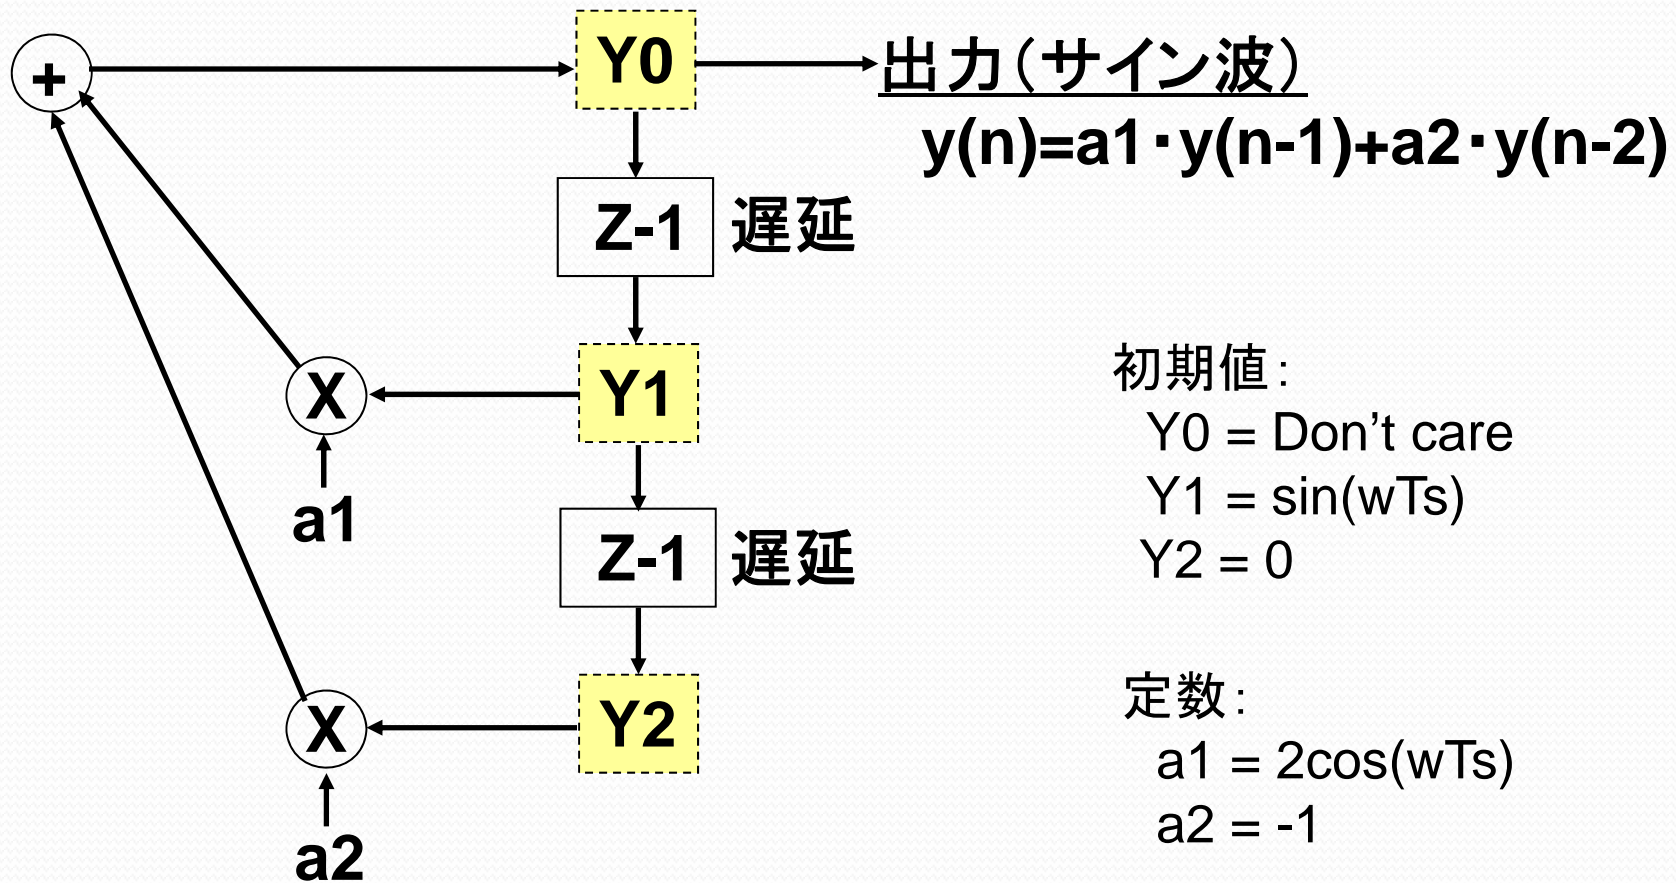 +
Y0
出力(サイン波)
y(n)=a1・y(n-1)+a2・y(n-2)
Z-1 遅延
X
Y1
a1
Z-1 遅延
X
Y2
a2
初期値:
Y0 = Don't care
Y1 = sin(wTs)
Y2 = 0
定数:
a1 = 2cos(wTs)
a2 = -1